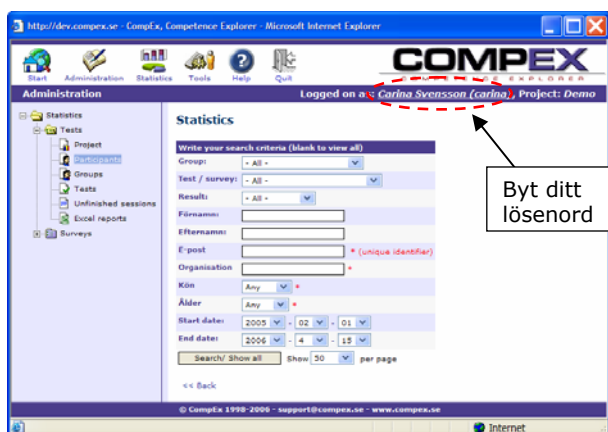 http://dev.compex.se - CompEx, Competence Explorer - Microsoft Internet Explorer
Start Administration Statistics Tools Help Quit
COMPEX
COMPETENCE EXPLORER
Administration
Logged on as: Carina Svensson (carina), Project: Demo
Statistics
Tests
Project
Participants
Groups
Tests
Unfinished sessions
Excel reports
Surveys
Statistics
Write your search criteria (blank to view all)
Group: - All -
Test / survey: - All -
Result: - All -
Förnamn:
Efternamn:
E-post * (unique identifier)
Organisation *
Kön Any *
Ålder Any *
Start date: 2005 - 02 - 01
End date: 2006 - 4 - 15
Search/ Show all Show 50 per page
<< Back
© CompEx 1998-2006 - support@compex.se - www.compex.se
Internet
Byt ditt
lösenord